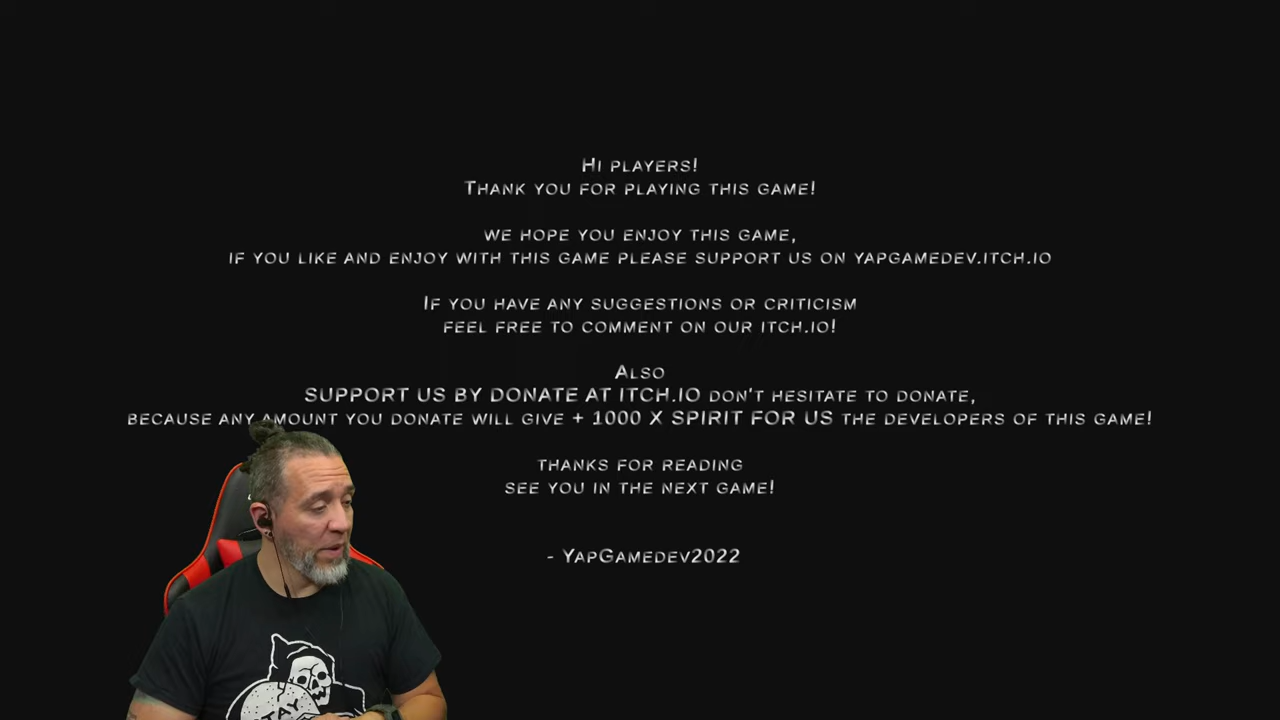 Hi players!
Thank you for playing this game!
we hope you enjoy this game,
if you like and enjoy with this game please support us on yapgamedev.itch.io
If you have any suggestions or criticism
feel free to comment on our itch.io!
Also
SUPPORT US BY DONATE AT ITCH.IO don't hesitate to donate,
because any amount you donate will give + 1000 X SPIRIT FOR US the developers of this game!
thanks for reading
see you in the next game!
- YapGamedev2022
STAY